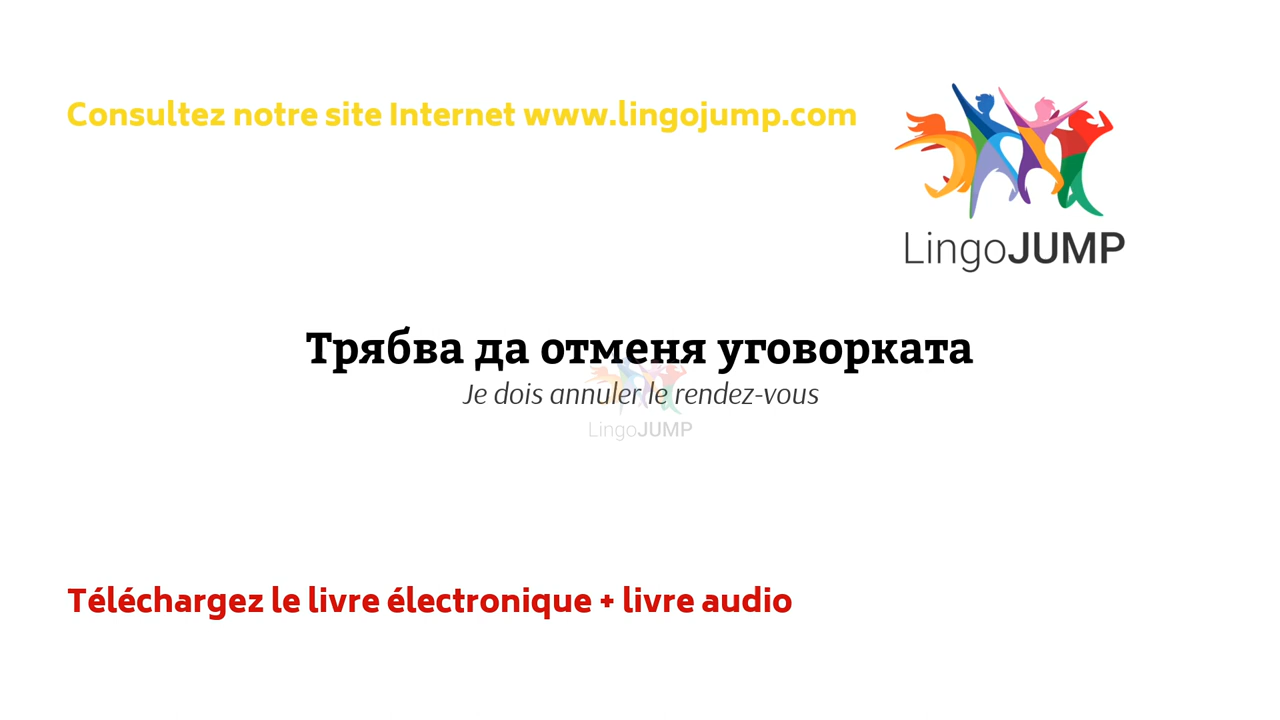 Consultez notre site Internet www.lingojump.com
LingoJUMP
Трябва да отменя уговорката
Je dois annuler le rendez-vous
LingoJUMP
Téléchargez le livre électronique + livre audio